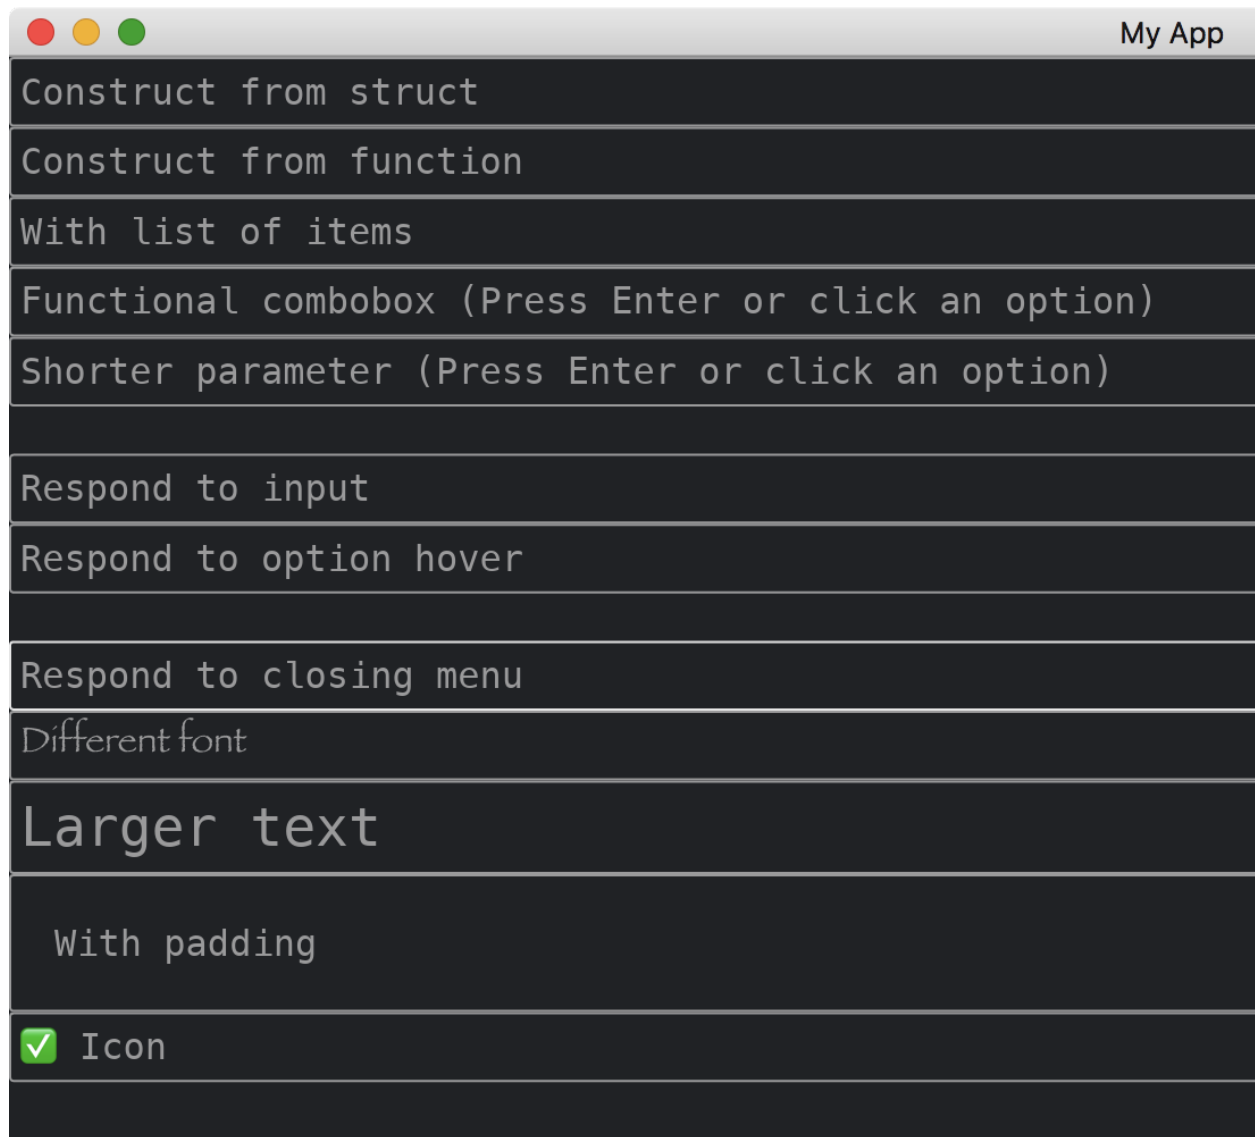 My App
Construct from struct
Construct from function
With list of items
Functional combobox (Press Enter or click an option)
Shorter parameter (Press Enter or click an option)
Respond to input
Respond to option hover
Respond to closing menu
Different font
Larger text
With padding
✅ Icon